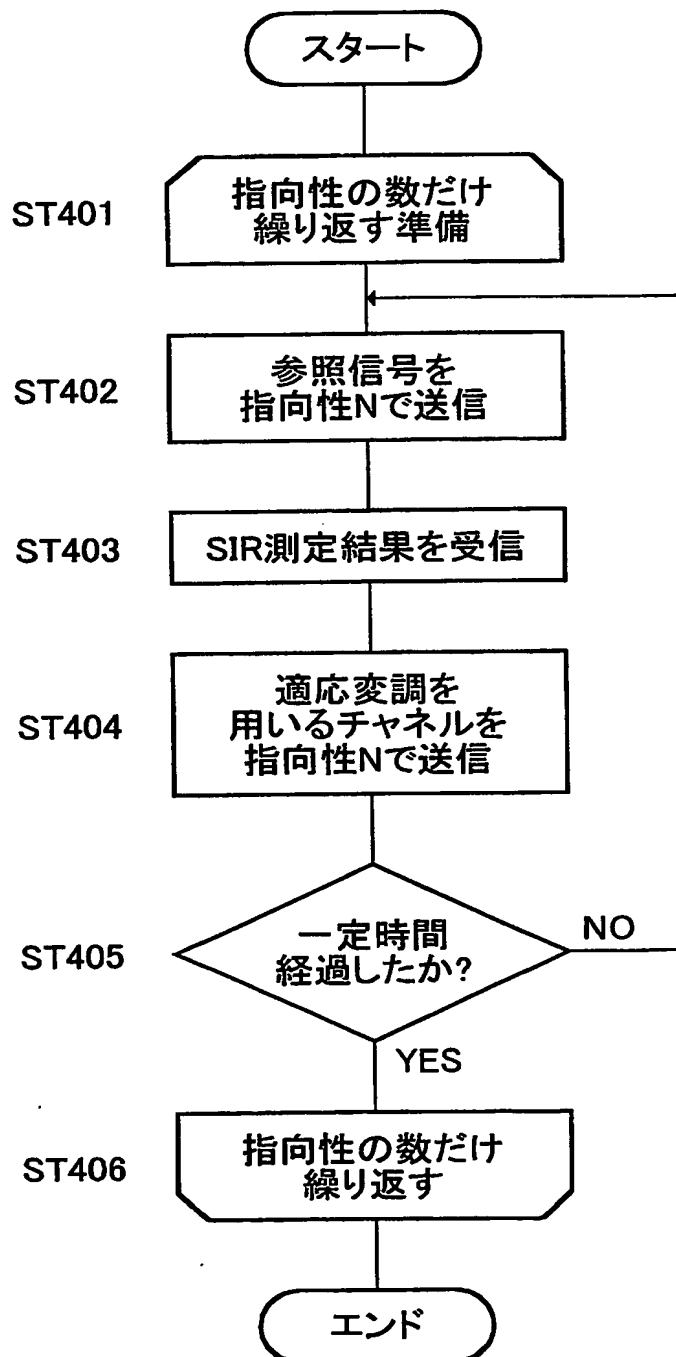 スタート
ST401
指向性の数だけ
繰り返す準備
ST402
参照信号を
指向性Nで送信
ST403
SIR測定結果を受信
ST404
適応変調を
用いるチャネルを
指向性Nで送信
ST405
一定時間
経過したか?
NO
YES
ST406
指向性の数だけ
繰り返す
エンド